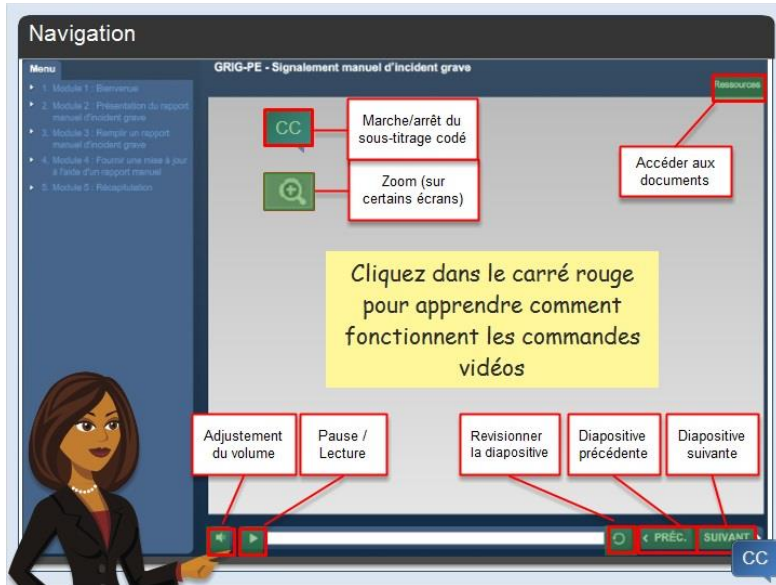 Navigation
Menu
GRIG-PE - Signalement manuel d'incident grave
Ressources
1. Module 1 : Bienvenue
2. Module 2 : Présentation du rapport
manuel d'incident grave
3. Module 3 : Remplir un rapport
manuel d'incident grave
4. Module 4 : Fournir une mise à jour
à l'aide d'un rapport manuel
5. Module 5 : Récapitulation
CC
Marche/arrêt du
sous-titrage codé
Zoom (sur
certains écrans)
Accéder aux
documents
Cliquez dans le carré rouge
pour apprendre comment
fonctionnent les commandes
vidéos
Adjustement
du volume
Pause /
Lecture
Revisionner
la diapositive
Diapositive
précédente
Diapositive
suivante
PRÉC.
SUIVANT
CC